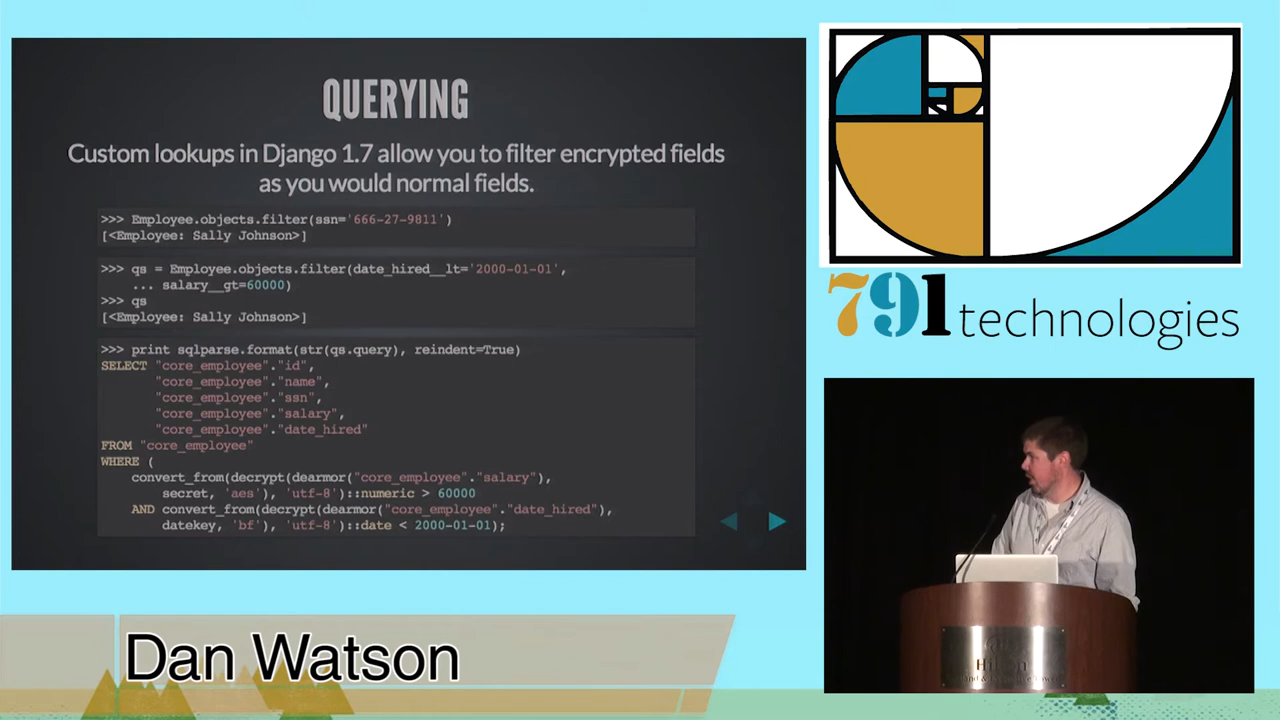 QUERYING
Custom lookups in Django 1.7 allow you to filter encrypted fields
as you would normal fields.
>>> Employee.objects.filter(ssn='666-27-9811')
[<Employee: Sally Johnson>]
>>> qs = Employee.objects.filter(date_hired__lt='2000-01-01',
... salary__gt=60000)
>>> qs
[<Employee: Sally Johnson>]
>>> print sqlparse.format(str(qs.query), reindent=True)
SELECT "core_employee"."id",
"core_employee"."name",
"core_employee"."ssn",
"core_employee"."salary",
"core_employee"."date_hired"
FROM "core_employee"
WHERE (
convert_from(decrypt(dearmor("core_employee"."salary"),
secret, 'aes'), 'utf-8')::numeric > 60000
AND convert_from(decrypt(dearmor("core_employee"."date_hired"),
datekey, 'bf'), 'utf-8')::date < 2000-01-01);
791 technologies
Hilton
Dan Watson